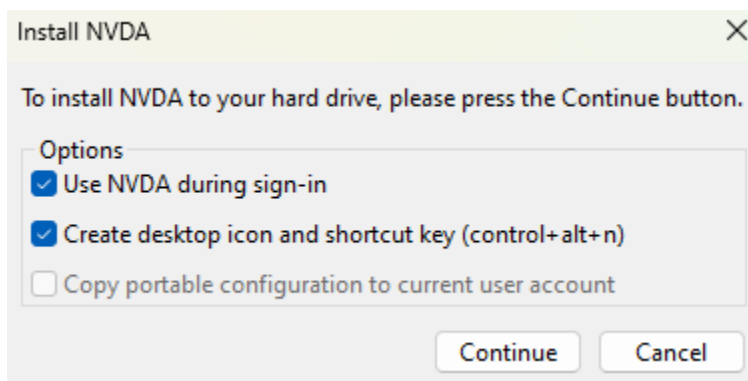 Install NVDA
To install NVDA to your hard drive, please press the Continue button.
Options
Use NVDA during sign-in
Create desktop icon and shortcut key (control+alt+n)
Copy portable configuration to current user account
Continue Cancel